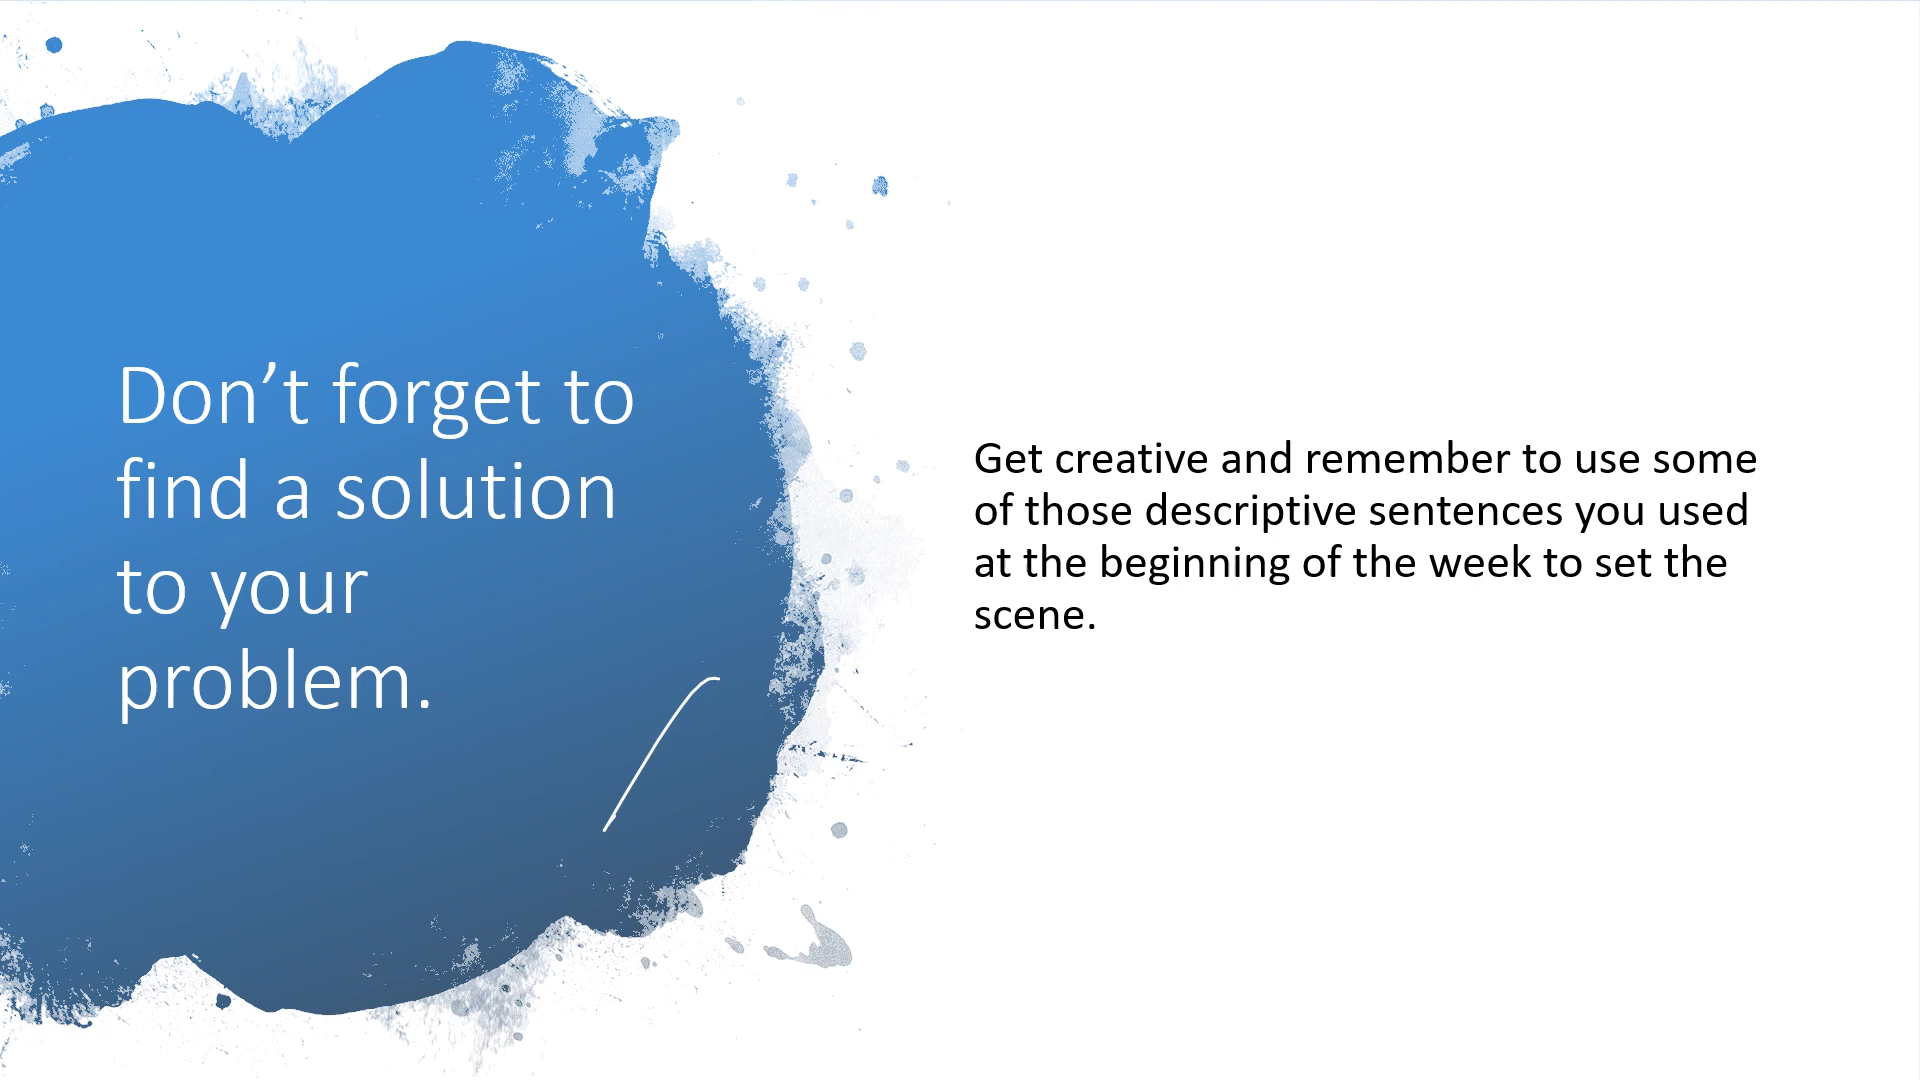 Don’t forget to
find a solution
to your
problem.
Get creative and remember to use some
of those descriptive sentences you used
at the beginning of the week to set the
scene.